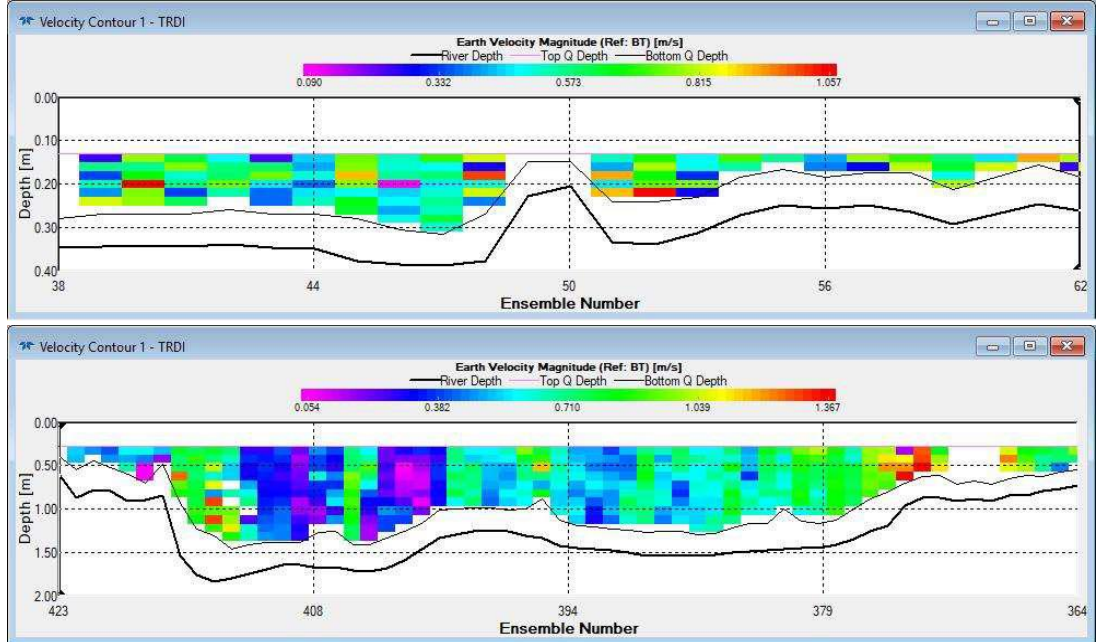 Velocity Contour 1 - TRDI
Earth Velocity Magnitude (Ref: BT) [m/s]
River Depth Top Q Depth Bottom Q Depth
0.090 0.332 0.573 0.815 1.057
0.00
0.10
0.20
0.30
0.40
Depth [m]
38 44 50 56 62
Ensemble Number
Velocity Contour 1 - TRDI
Earth Velocity Magnitude (Ref: BT) [m/s]
River Depth Top Q Depth Bottom Q Depth
0.054 0.382 0.710 1.039 1.367
0.00
0.50
1.00
1.50
2.00
Depth [m]
423 408 394 379 364
Ensemble Number